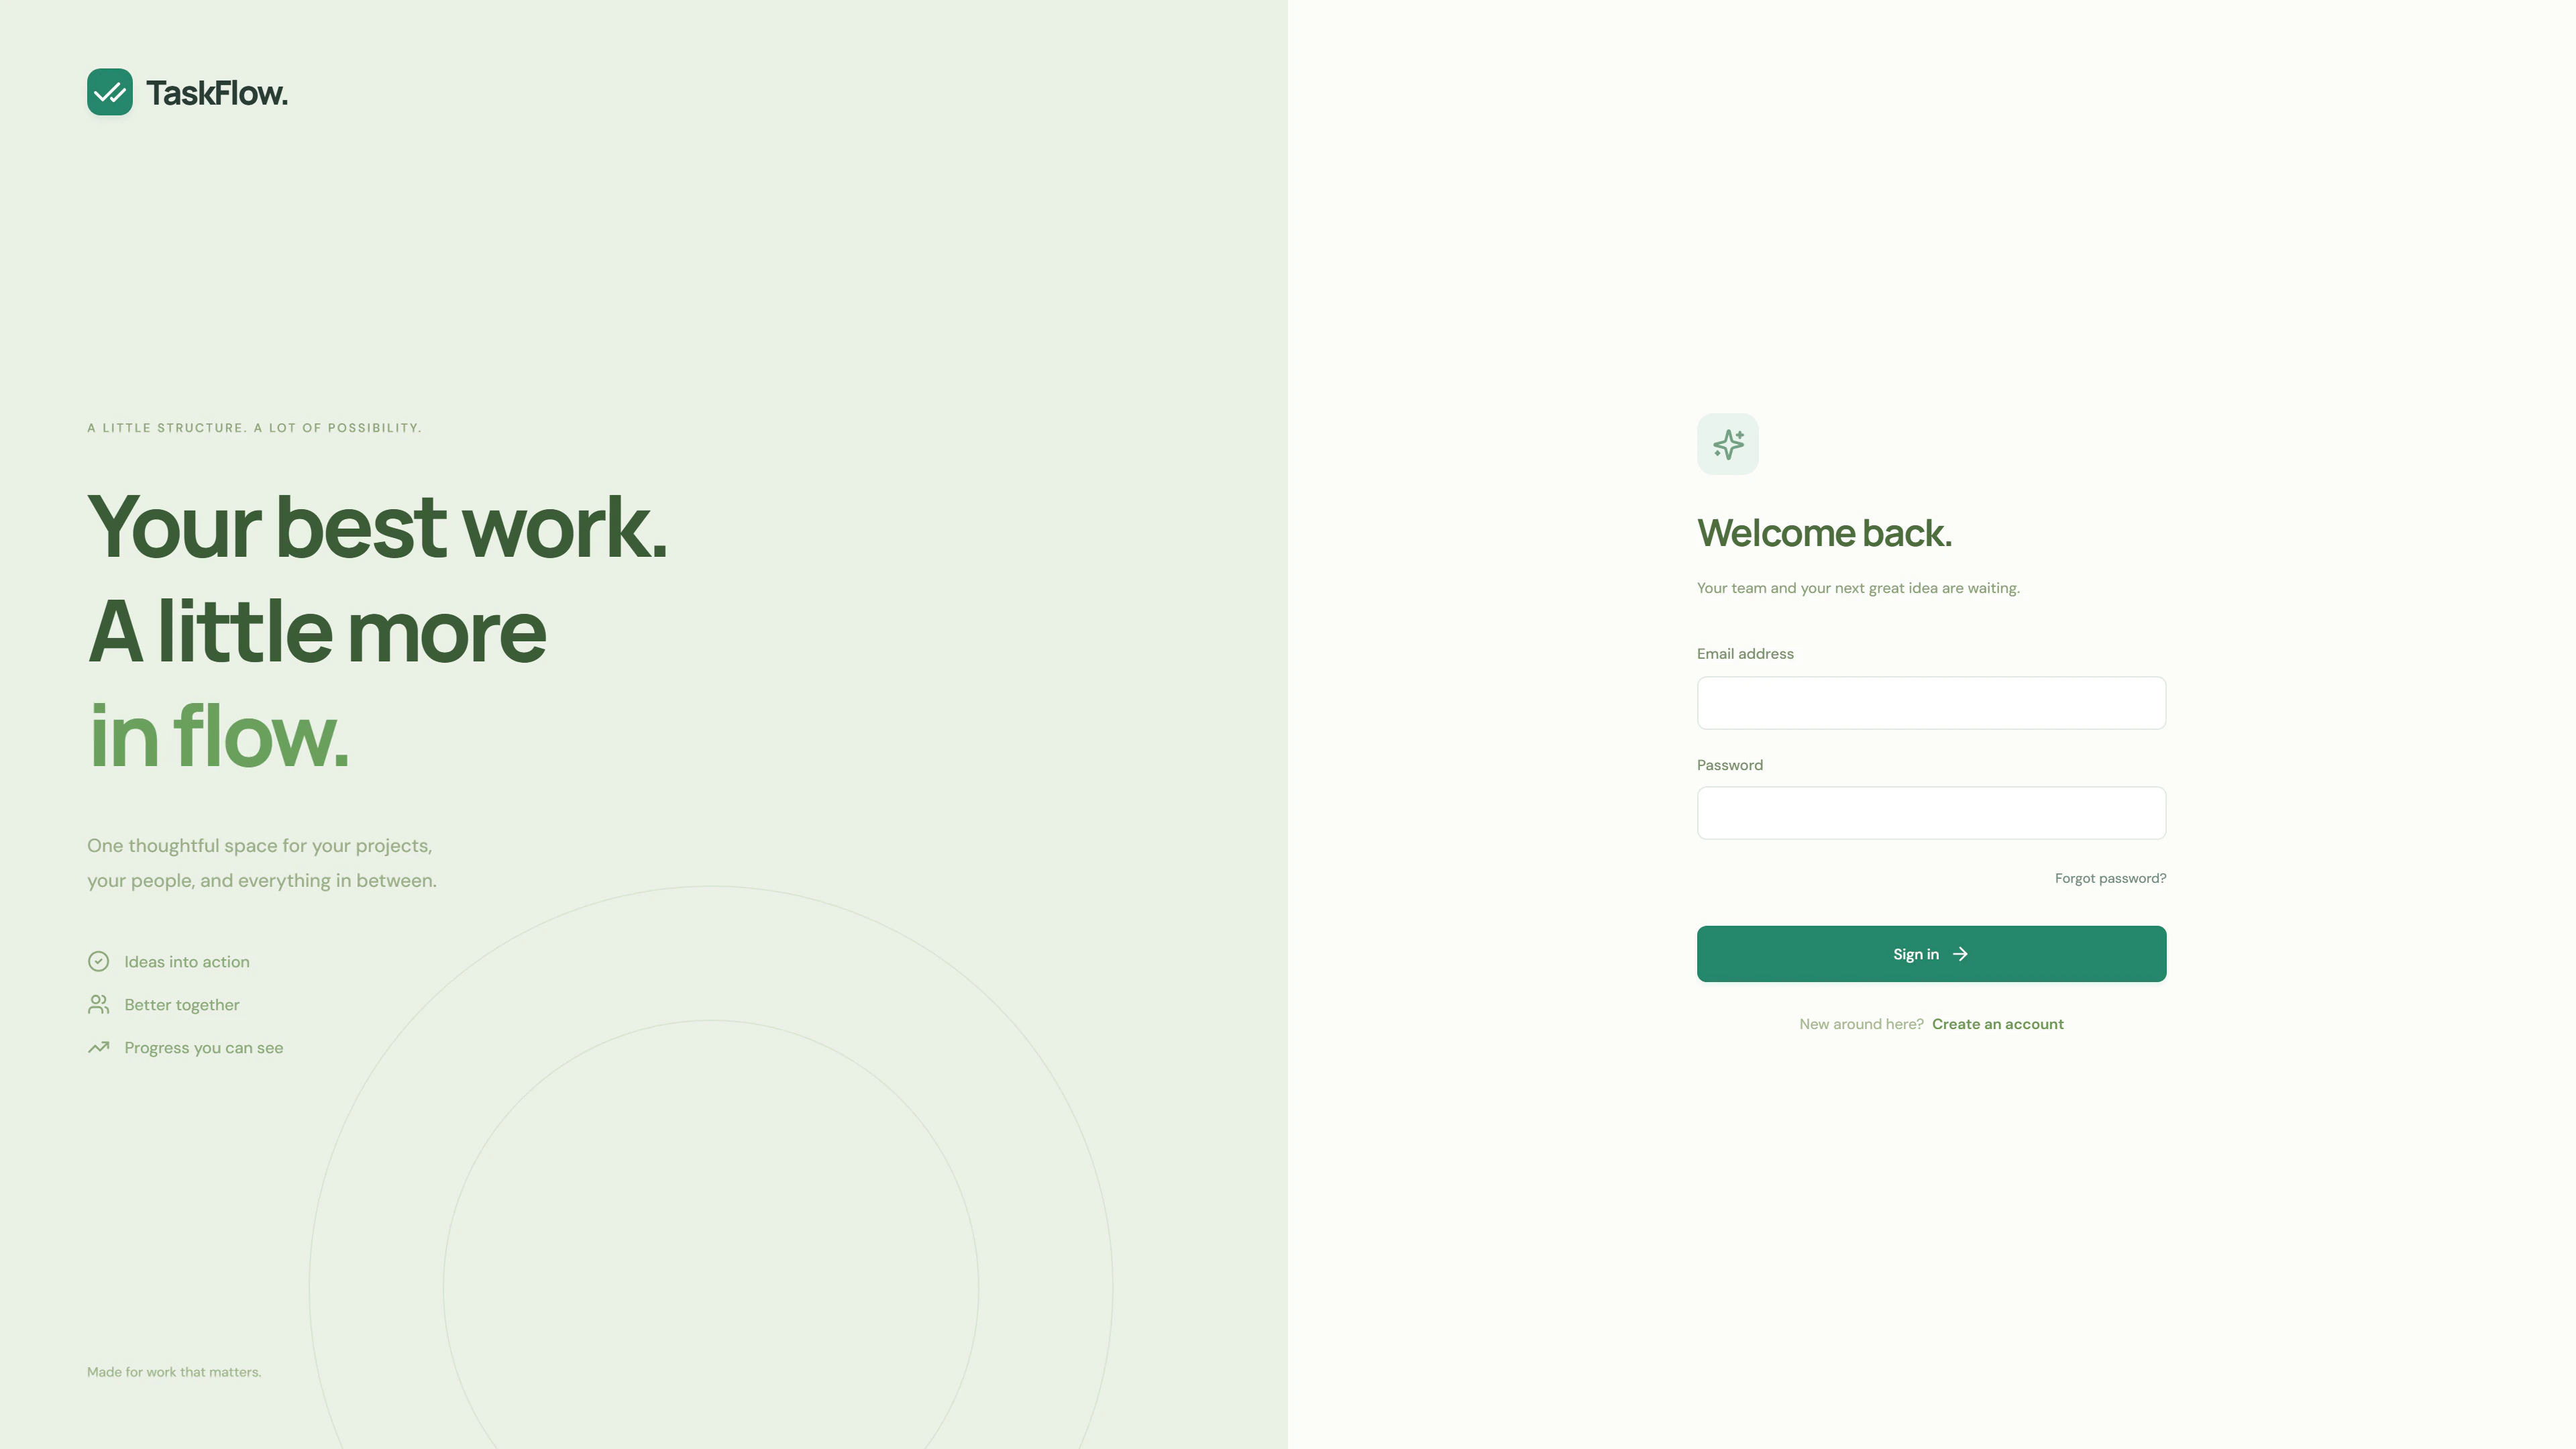 TaskFlow.
A LITTLE STRUCTURE. A LOT OF POSSIBILITY.
Your best work.
A little more
in flow.
One thoughtful space for your projects,
your people, and everything in between.
Ideas into action
Better together
Progress you can see
Made for work that matters.
Welcome back.
Your team and your next great idea are waiting.
Email address
Password
Forgot password?
Sign in
New around here? Create an account